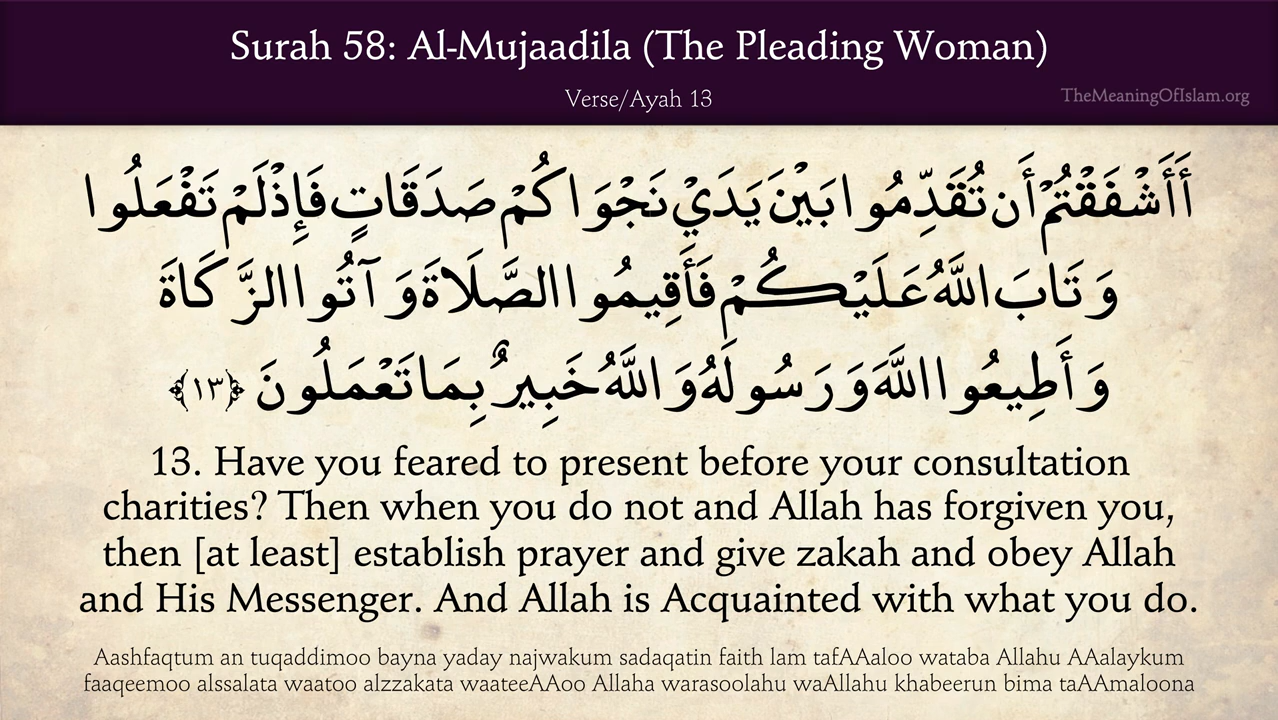 Surah 58: Al-Mujaadila (The Pleading Woman)
Verse/Ayah 13
TheMeaningOfIslam.org
أَأَشْفَقْتُمْ أَن تُقَدِّمُوا بَيْنَ يَدَيْ نَجْوَاكُمْ صَدَقَاتٍ فَإِذْ لَمْ تَفْعَلُوا
وَتَابَ اللَّهُ عَلَيْكُمْ فَأَقِيمُوا الصَّلَاةَ وَآتُوا الزَّكَاةَ
وَأَطِيعُوا اللَّهَ وَرَسُولَهُ وَاللَّهُ خَبِيرٌ بِمَا تَعْمَلُونَ ﴿١٣﴾
13. Have you feared to present before your consultation
charities? Then when you do not and Allah has forgiven you,
then [at least] establish prayer and give zakah and obey Allah
and His Messenger. And Allah is Acquainted with what you do.
Aashfaqtum an tuqaddimoo bayna yaday najwakum sadaqatin faith lam tafAAaloo wataba Allahu AAalaykum
faaqeemoo alssalata waatoo alzzakata waateeAAoo Allaha warasoolahu waAllahu khabeerun bima taAAmaloona